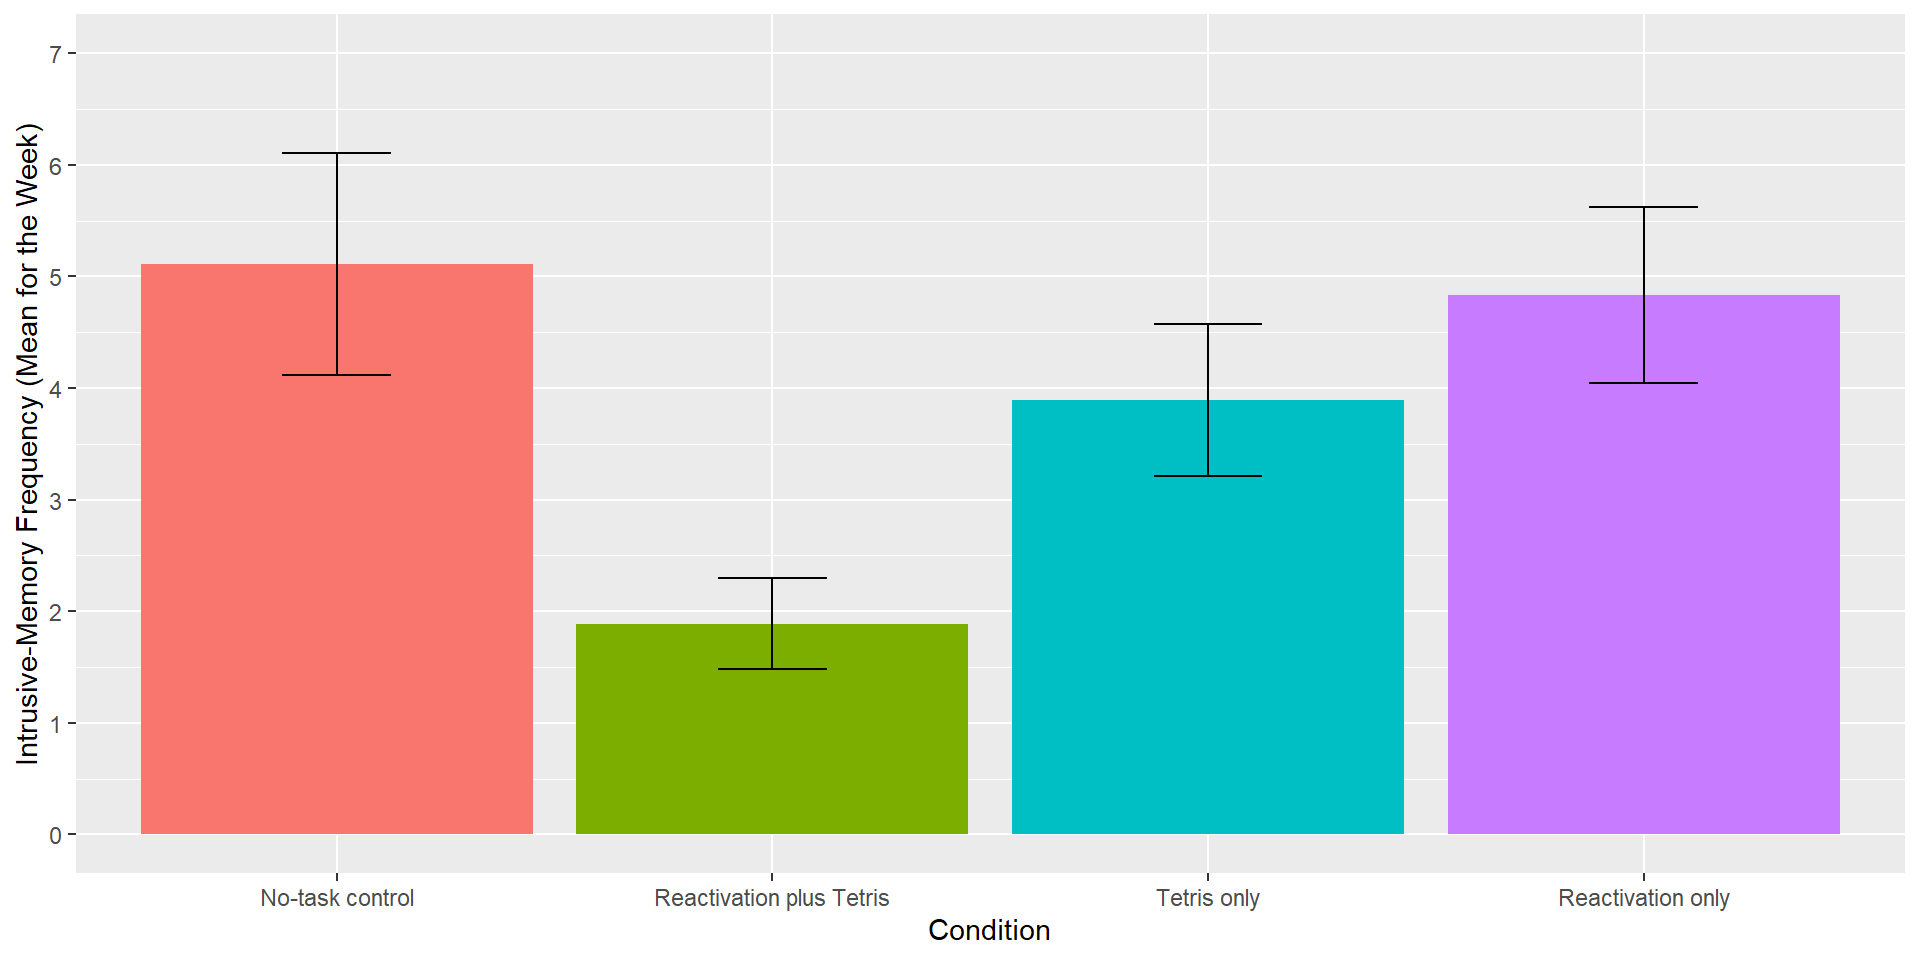 Intrusive-Memory Frequency (Mean for the Week)
7
6
5
4
3
2
1
0
No-task control
Reactivation plus Tetris
Tetris only
Reactivation only
Condition